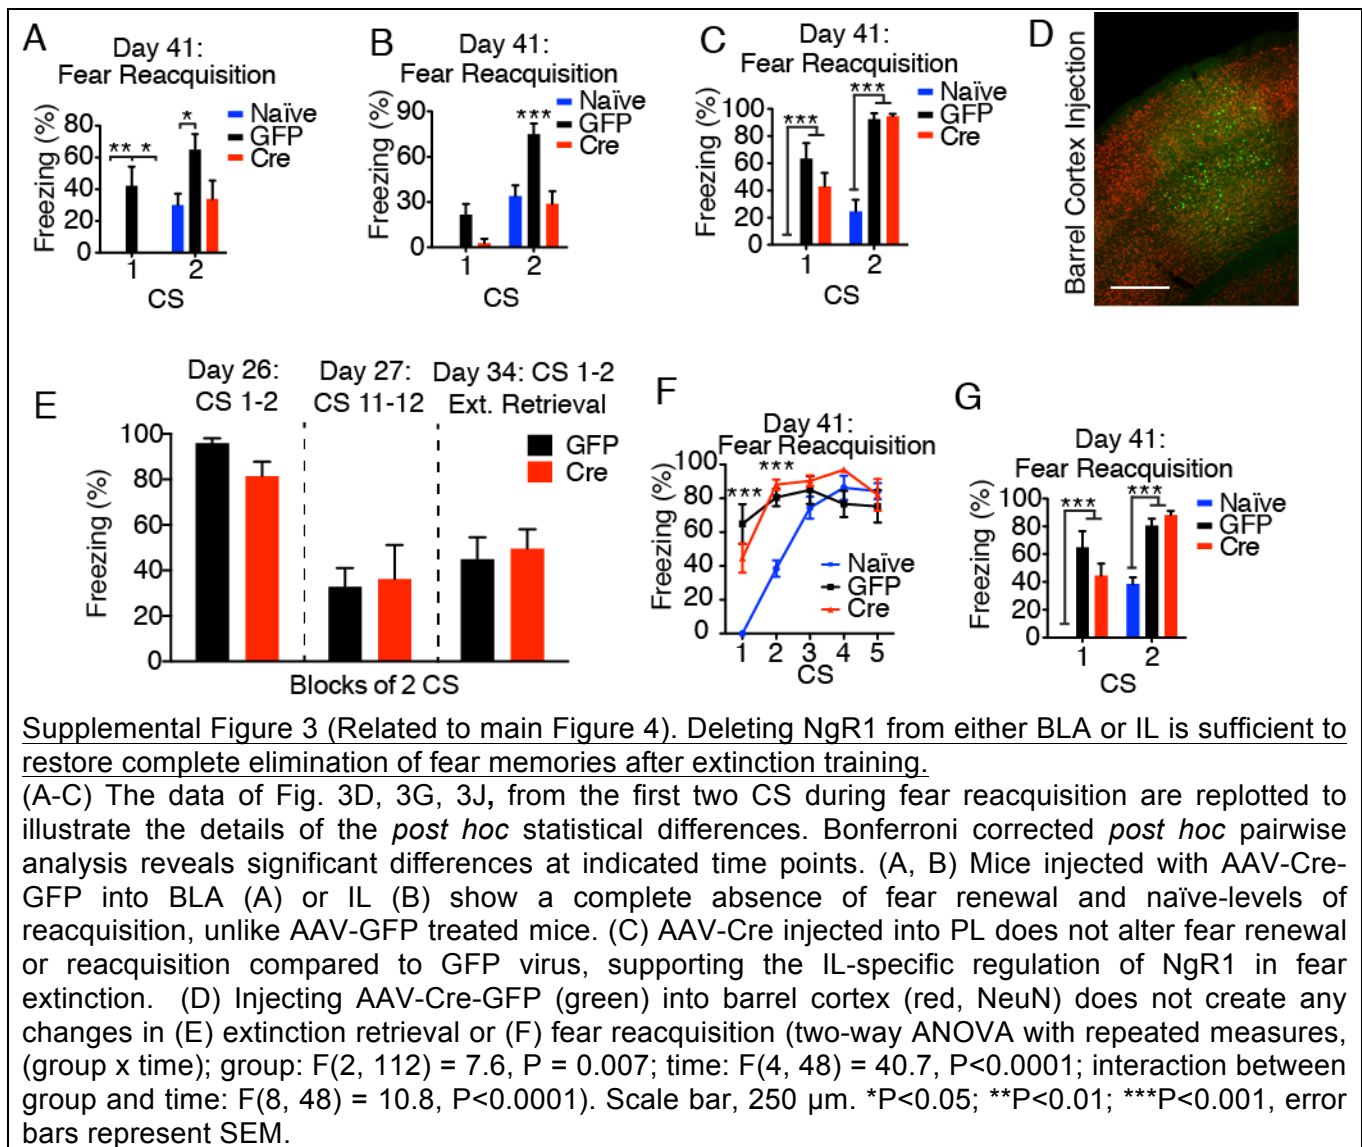 A
Day 41:
Fear Reacquisition
Freezing (%)
80
60
40
20
0
** *
*
Naïve
GFP
Cre
1 2
CS
B
Day 41:
Fear Reacquisition
Freezing (%)
90
60
30
0
***
Naïve
GFP
Cre
1 2
CS
C
Day 41:
Fear Reacquisition
Freezing (%)
100
80
60
40
20
0
***
***
Naïve
GFP
Cre
1 2
CS
D
Barrel Cortex Injection
E
Day 26:
CS 1-2
Day 27:
CS 11-12
Day 34: CS 1-2
Ext. Retrieval
Freezing (%)
100
80
60
40
20
0
GFP
Cre
Blocks of 2 CS
F
Day 41:
Fear Reacquisition
Freezing (%)
100
80
60
40
20
0
***
***
Naïve
GFP
Cre
1 2 3 4 5
CS
G
Day 41:
Fear Reacquisition
Freezing (%)
100
80
60
40
20
0
***
***
Naïve
GFP
Cre
1 2
CS
Supplemental Figure 3 (Related to main Figure 4). Deleting NgR1 from either BLA or IL is sufficient to
restore complete elimination of fear memories after extinction training.
(A-C) The data of Fig. 3D, 3G, 3J, from the first two CS during fear reacquisition are replotted to
illustrate the details of the post hoc statistical differences. Bonferroni corrected post hoc pairwise
analysis reveals significant differences at indicated time points. (A, B) Mice injected with AAV-Cre-
GFP into BLA (A) or IL (B) show a complete absence of fear renewal and naïve-levels of
reacquisition, unlike AAV-GFP treated mice. (C) AAV-Cre injected into PL does not alter fear renewal
or reacquisition compared to GFP virus, supporting the IL-specific regulation of NgR1 in fear
extinction. (D) Injecting AAV-Cre-GFP (green) into barrel cortex (red, NeuN) does not create any
changes in (E) extinction retrieval or (F) fear reacquisition (two-way ANOVA with repeated measures,
(group x time); group: F(2, 112) = 7.6, P = 0.007; time: F(4, 48) = 40.7, P<0.0001; interaction between
group and time: F(8, 48) = 10.8, P<0.0001). Scale bar, 250 µm. *P<0.05; **P<0.01; ***P<0.001, error
bars represent SEM.